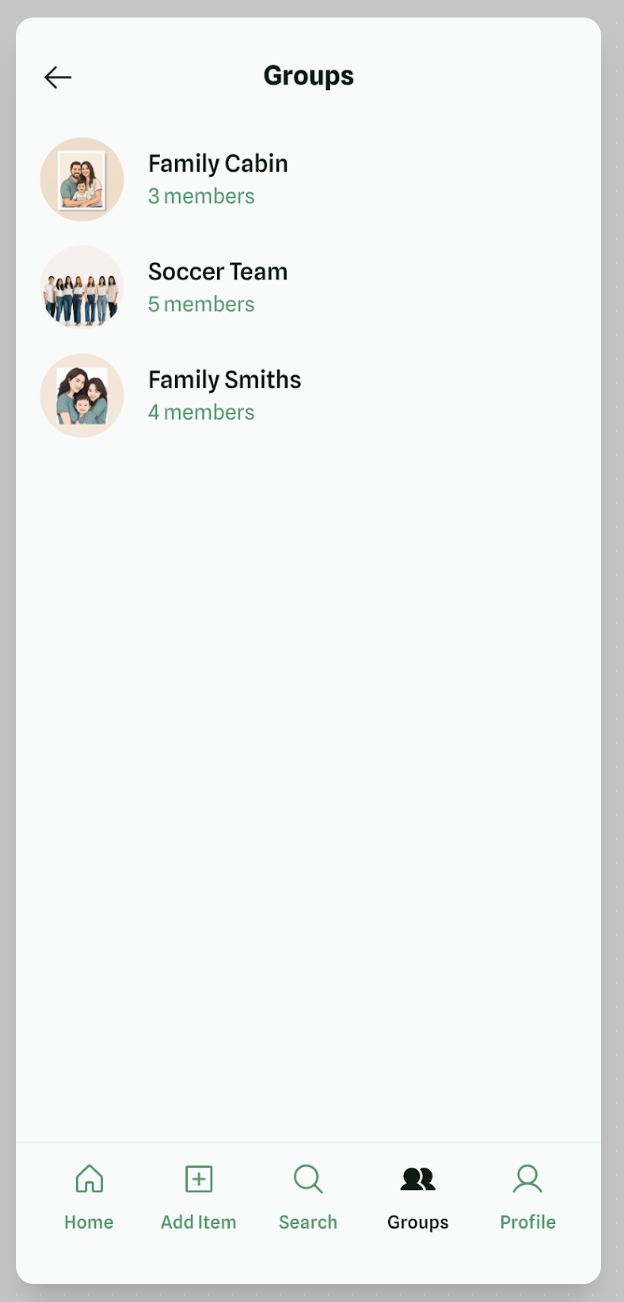 Groups
Family Cabin
3 members
Soccer Team
5 members
Family Smiths
4 members
Home
Add Item
Search
Groups
Profile